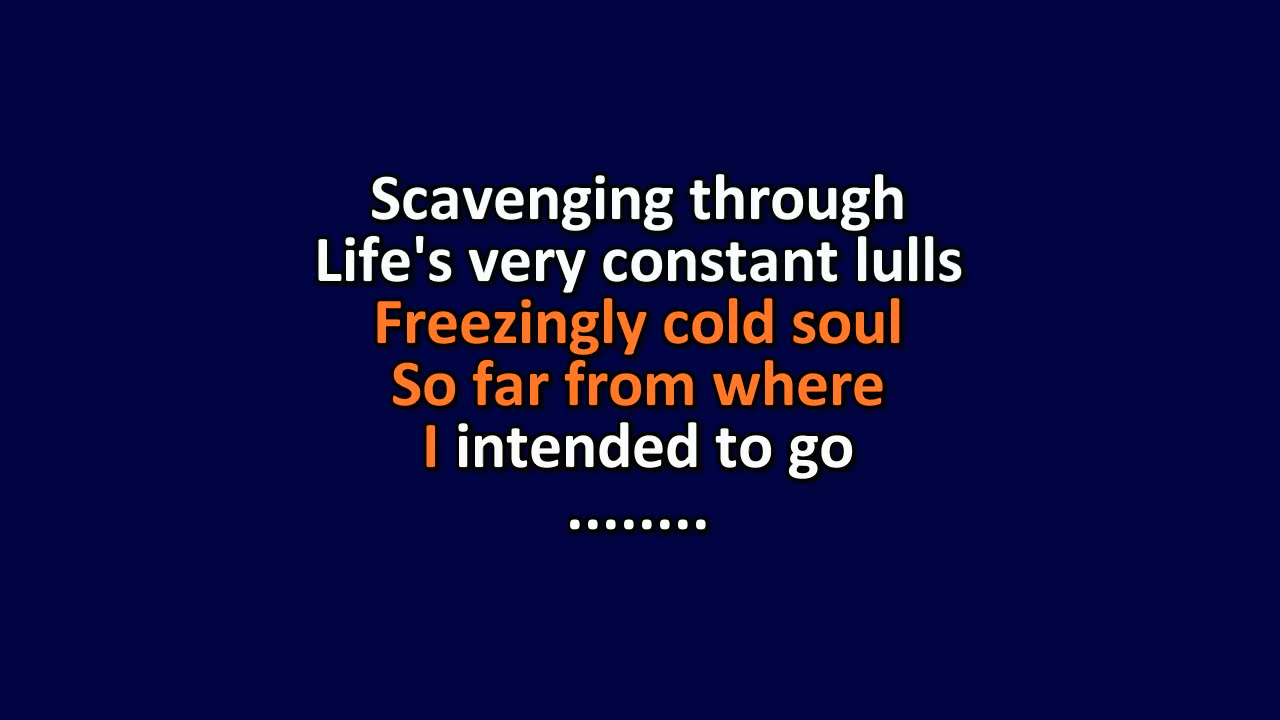 Scavenging through
Life's very constant lulls
Freezingly cold soul
So far from where
I intended to go
........